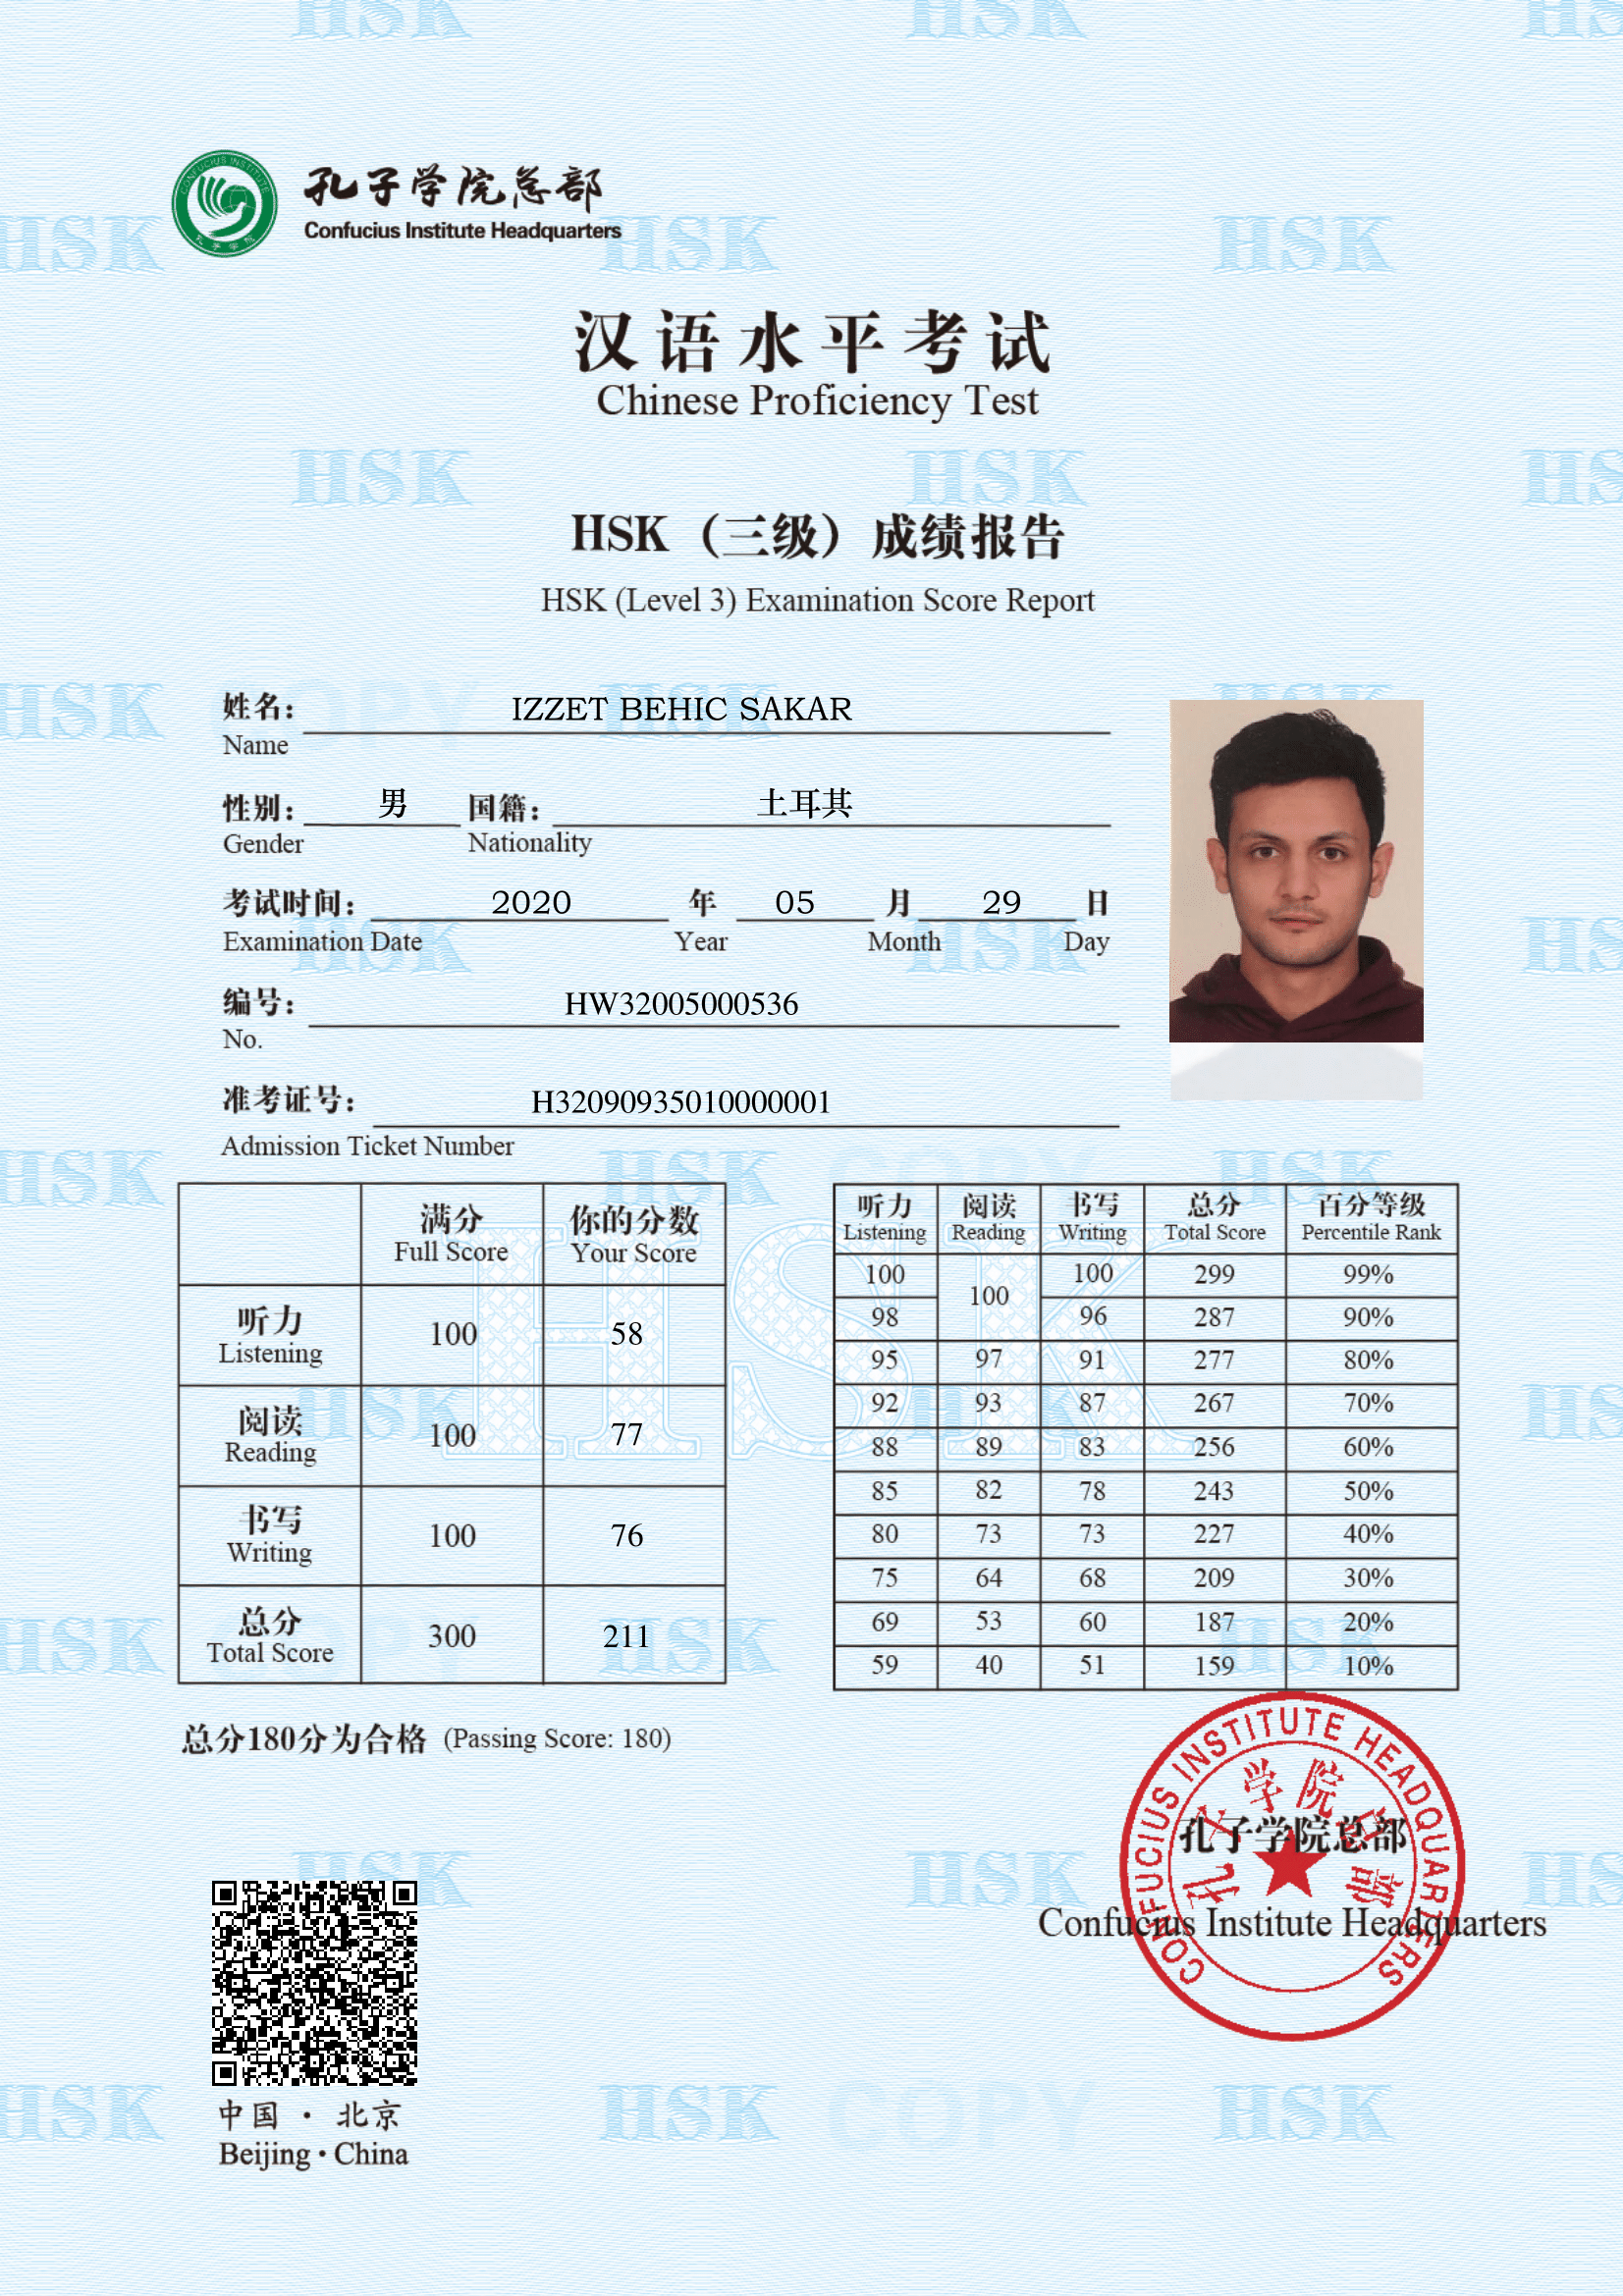 孔子学院总部
Confucius Institute Headquarters
汉语水平考试
Chinese Proficiency Test
HSK（三级）成绩报告
HSK (Level 3) Examination Score Report
姓名： IZZET BEHIC SAKAR
Name
性别： 男 国籍： 土耳其
Gender Nationality
考试时间： 2020 年 05 月 29 日
Examination Date Year Month Day
编号： HW32005000536
No.
准考证号： H32090935010000001
Admission Ticket Number
满分 你的分数
Full Score Your Score
听力 100 58
Listening
阅读 100 77
Reading
书写 100 76
Writing
总分 300 211
Total Score
听力 阅读 书写 总分 百分等级
Listening Reading Writing Total Score Percentile Rank
100 100 100 299 99%
98 96 287 90%
95 97 91 277 80%
92 93 87 267 70%
88 89 83 256 60%
85 82 78 243 50%
80 73 73 227 40%
75 64 68 209 30%
69 53 60 187 20%
59 40 51 159 10%
总分180分为合格 (Passing Score: 180)
CONFUCIUS INSTITUTE HEADQUARTERS
孔子学院总部
孔子学院总部
Confucius Institute Headquarters
中国 · 北京
Beijing · China
HSK
COPY